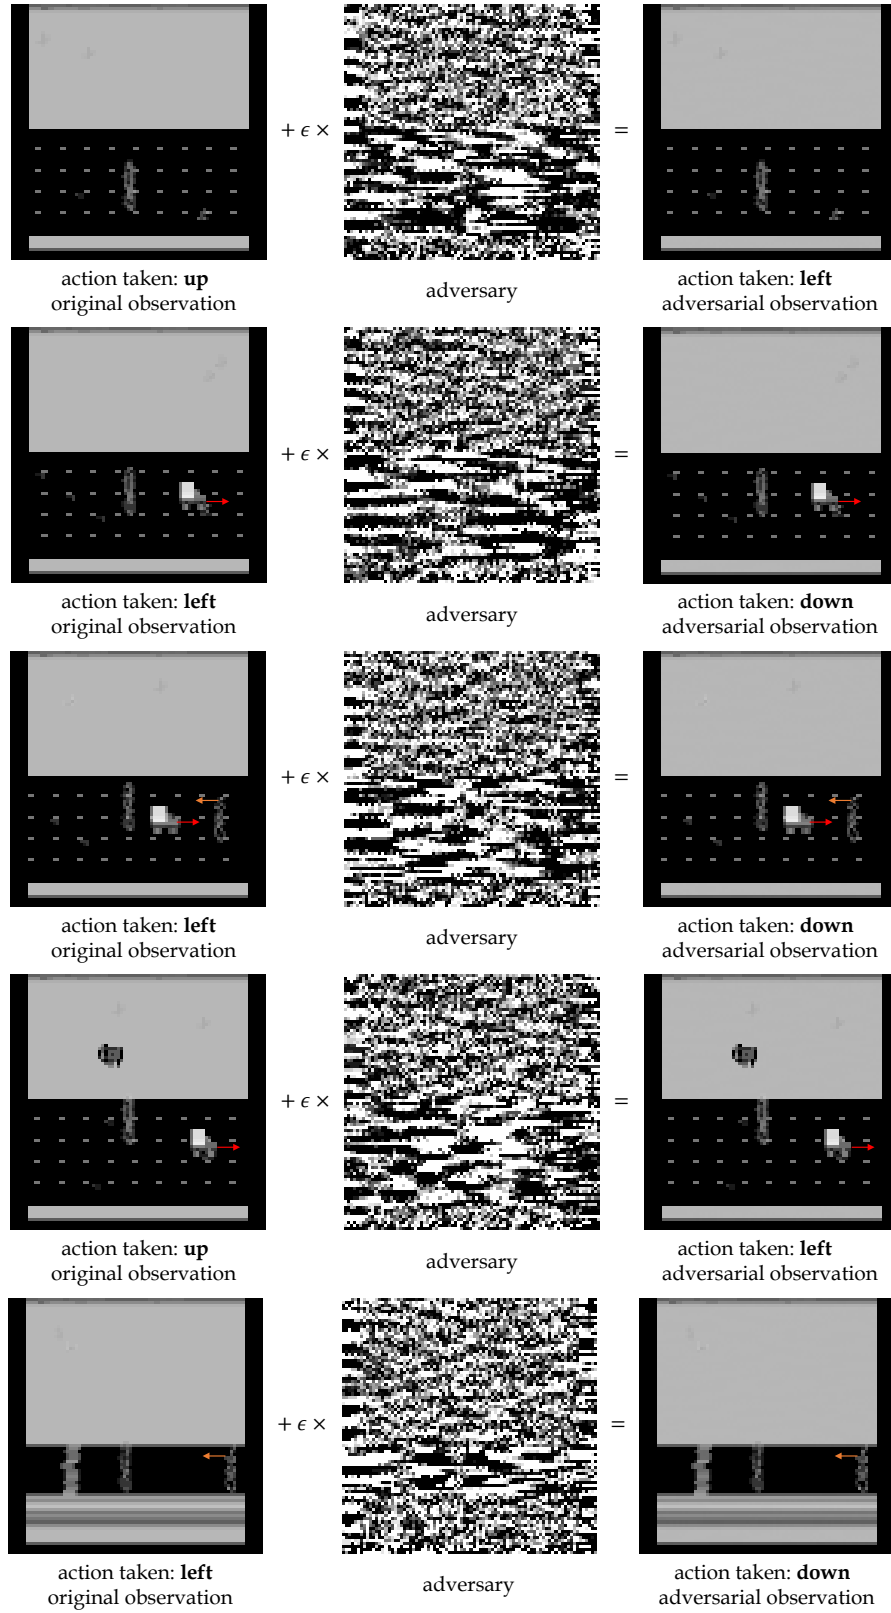 + ϵ × =
action taken: up
original observation
adversary
action taken: left
adversarial observation
+ ϵ × =
action taken: left
original observation
adversary
action taken: down
adversarial observation
+ ϵ × =
action taken: left
original observation
adversary
action taken: down
adversarial observation
+ ϵ × =
action taken: up
original observation
adversary
action taken: left
adversarial observation
+ ϵ × =
action taken: left
original observation
adversary
action taken: down
adversarial observation